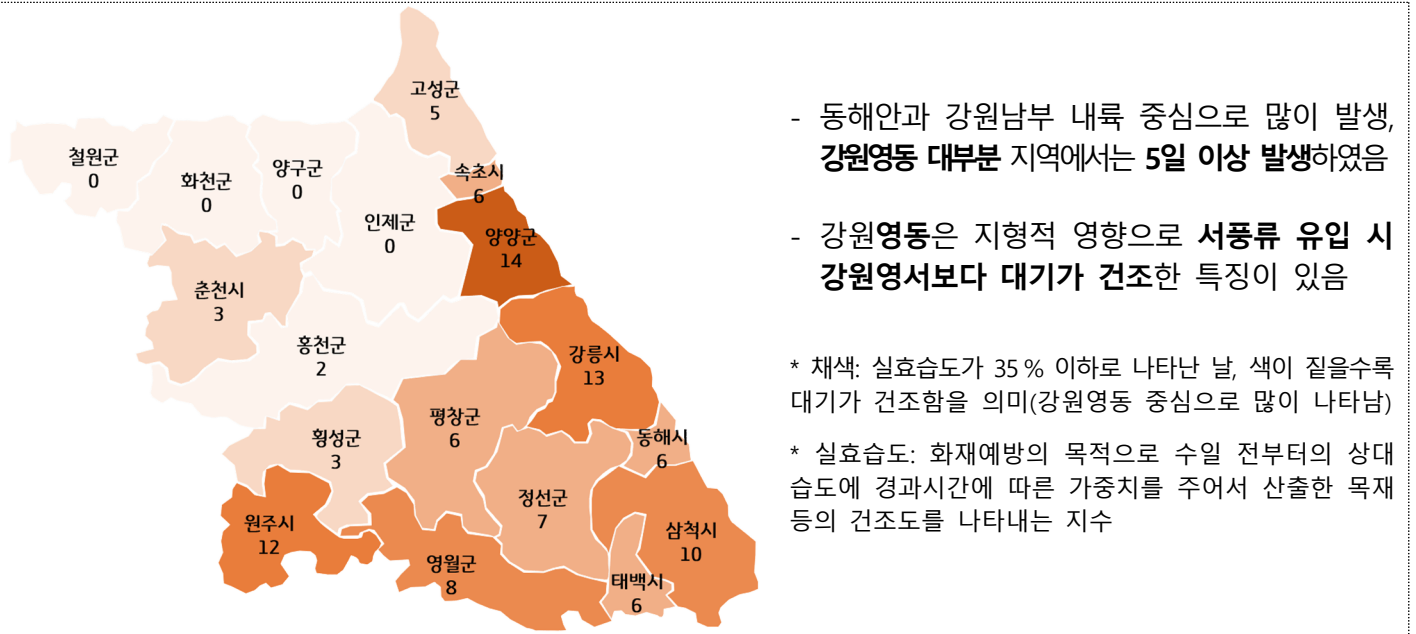 고성군
5
철원군
0
화천군
0
양구군
0
속초시
6
인제군
0
양양군
14
춘천시
3
홍천군
2
강릉시
13
평창군
6
횡성군
3
동해시
6
정선군
7
원주시
12
삼척시
10
영월군
8
태백시
6
- 동해안과 강원남부 내륙 중심으로 많이 발생,
강원영동 대부분 지역에서는 5일 이상 발생하였음
- 강원영동은 지형적 영향으로 서풍류 유입 시
강원영서보다 대기가 건조한 특징이 있음
* 채색: 실효습도가 35 % 이하로 나타난 날, 색이 짙을수록
대기가 건조함을 의미(강원영동 중심으로 많이 나타남)
* 실효습도: 화재예방의 목적으로 수일 전부터의 상대
습도에 경과시간에 따른 가중치를 주어서 산출한 목재
등의 건조도를 나타내는 지수